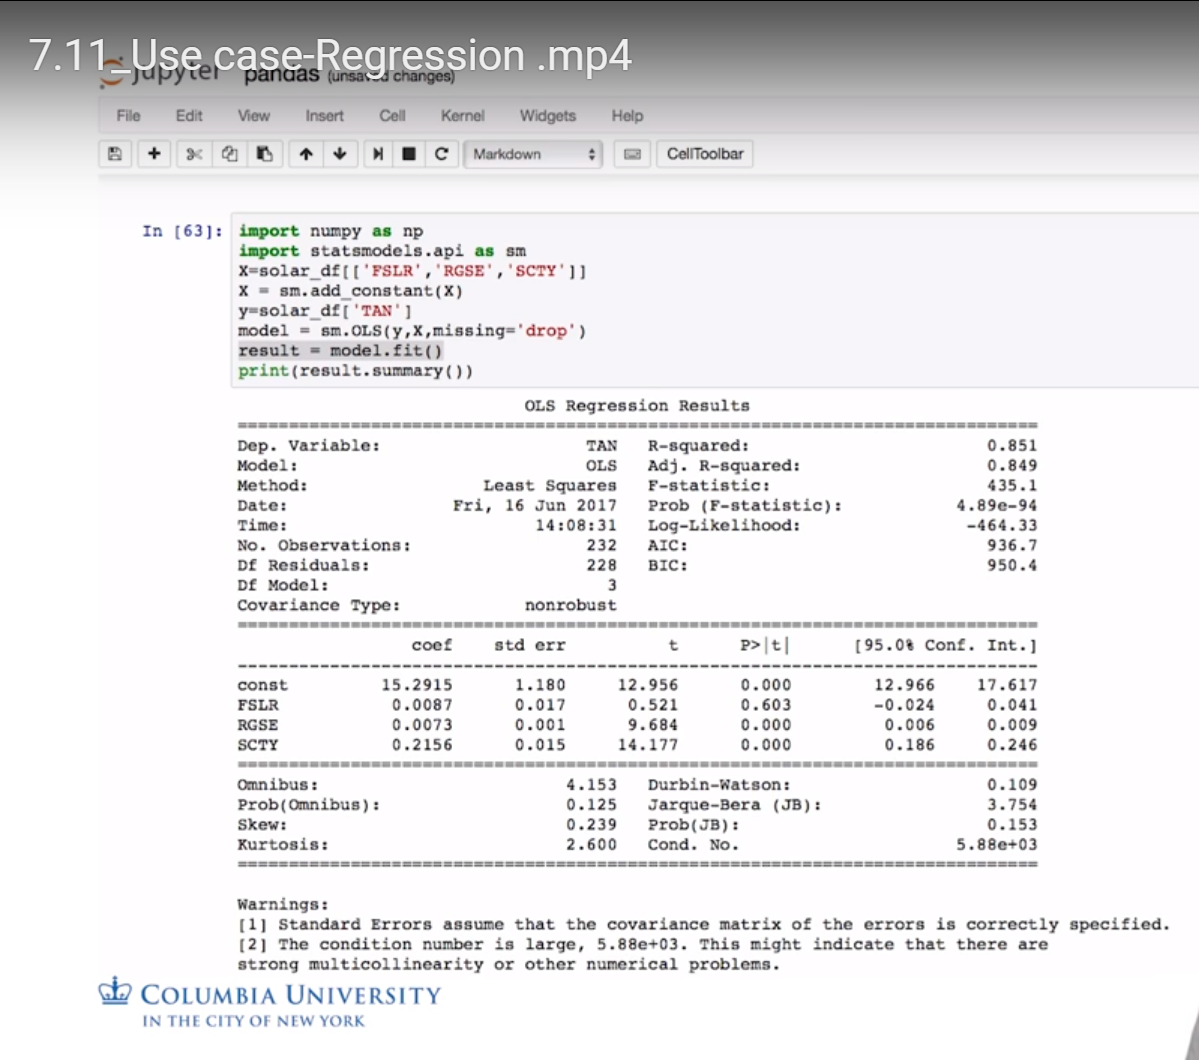 7.11_Use case-Regression .mp4
jupyter pandas (unsaved changes)
File Edit View Insert Cell Kernel Widgets Help
Markdown CellToolbar
In [63]: import numpy as np
import statsmodels.api as sm
X=solar_df[['FSLR','RGSE','SCTY']]
X = sm.add_constant(X)
y=solar_df['TAN']
model = sm.OLS(y,X,missing='drop')
result = model.fit()
print(result.summary())
OLS Regression Results
==============================================================================
Dep. Variable: TAN R-squared: 0.851
Model: OLS Adj. R-squared: 0.849
Method: Least Squares F-statistic: 435.1
Date: Fri, 16 Jun 2017 Prob (F-statistic): 4.89e-94
Time: 14:08:31 Log-Likelihood: -464.33
No. Observations: 232 AIC: 936.7
Df Residuals: 228 BIC: 950.4
Df Model: 3
Covariance Type: nonrobust
==============================================================================
coef std err t P>|t| [95.0% Conf. Int.]
------------------------------------------------------------------------------
const 15.2915 1.180 12.956 0.000 12.966 17.617
FSLR 0.0087 0.017 0.521 0.603 -0.024 0.041
RGSE 0.0073 0.001 9.684 0.000 0.006 0.009
SCTY 0.2156 0.015 14.177 0.000 0.186 0.246
==============================================================================
Omnibus: 4.153 Durbin-Watson: 0.109
Prob(Omnibus): 0.125 Jarque-Bera (JB): 3.754
Skew: 0.239 Prob(JB): 0.153
Kurtosis: 2.600 Cond. No. 5.88e+03
==============================================================================
Warnings:
[1] Standard Errors assume that the covariance matrix of the errors is correctly specified.
[2] The condition number is large, 5.88e+03. This might indicate that there are
strong multicollinearity or other numerical problems.
COLUMBIA UNIVERSITY
IN THE CITY OF NEW YORK